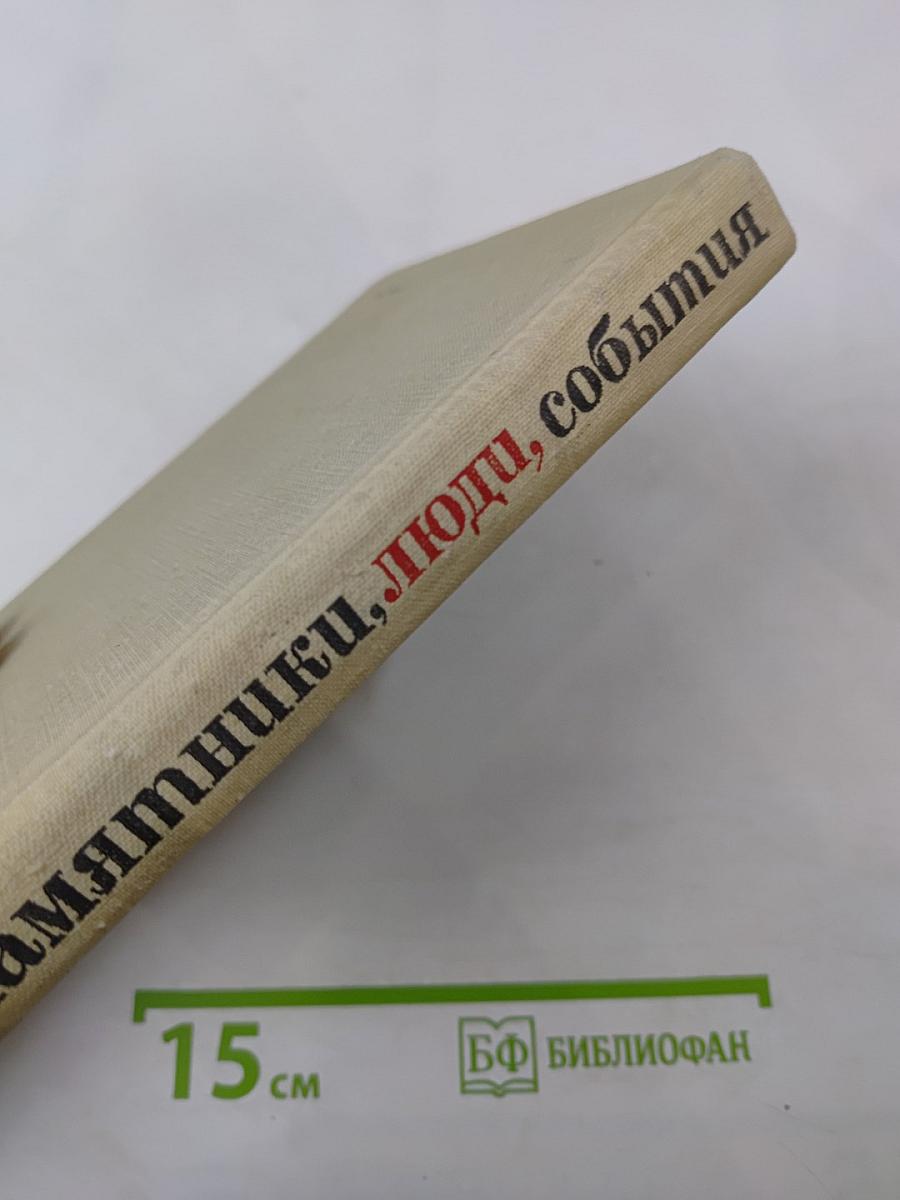 амятники, люди, события
15 см
БФ БИБЛИОФАН